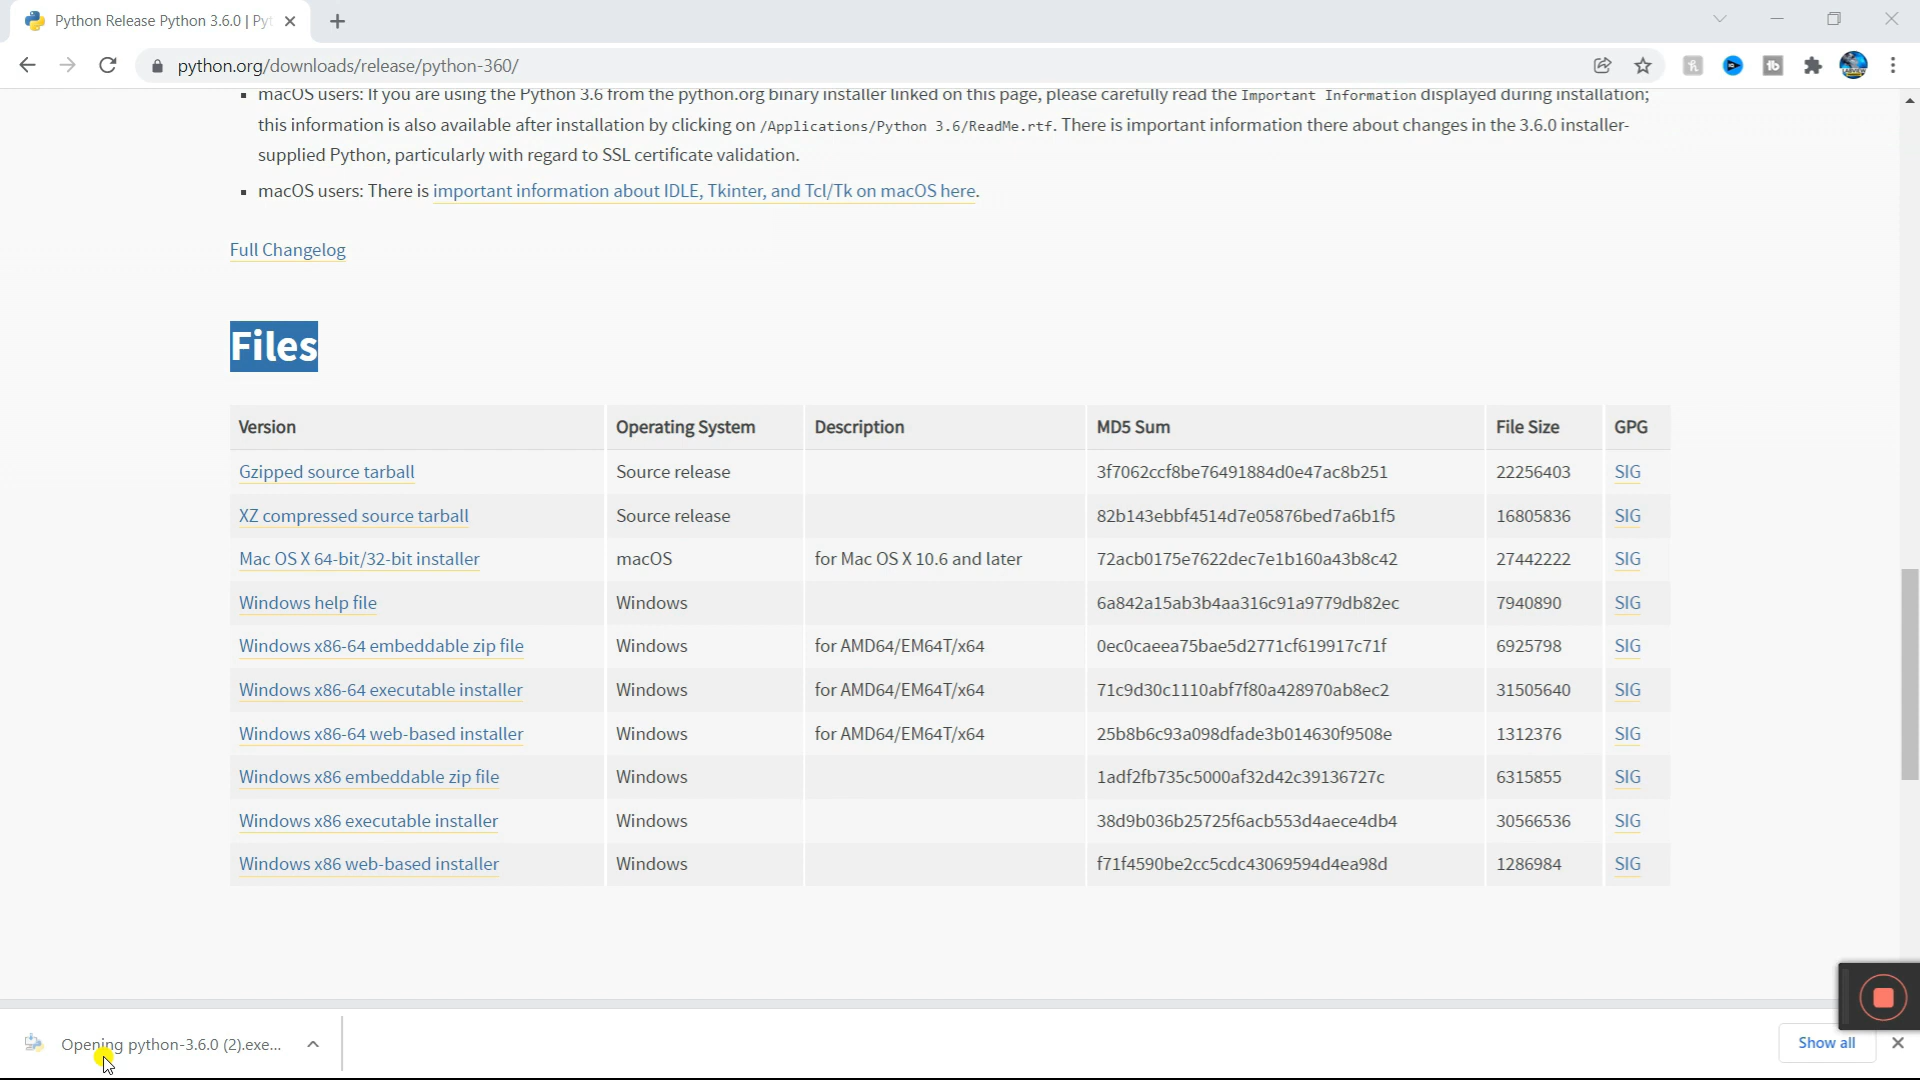 Python Release Python 3.6.0 | Pyt
python.org/downloads/release/python-360/
macOS users: If you are using the Python 3.6 from the python.org binary installer linked on this page, please carefully read the Important Information displayed during installation;
this information is also available after installation by clicking on /Applications/Python 3.6/ReadMe.rtf. There is important information there about changes in the 3.6.0 installer-
supplied Python, particularly with regard to SSL certificate validation.
macOS users: There is important information about IDLE, Tkinter, and Tcl/Tk on macOS here.
Full Changelog
Files
Version Operating System Description MD5 Sum File Size GPG
Gzipped source tarball Source release 3f7062ccf8be76491884d0e47ac8b251 22256403 SIG
XZ compressed source tarball Source release 82b143ebbf4514d7e05876bed7a6b1f5 16805836 SIG
Mac OS X 64-bit/32-bit installer macOS for Mac OS X 10.6 and later 72acb0175e7622dec7e1b160a43b8c42 27442222 SIG
Windows help file Windows 6a842a15ab3b4aa316c91a9779db82ec 7940890 SIG
Windows x86-64 embeddable zip file Windows for AMD64/EM64T/x64 0ec0caeea75bae5d2771cf619917c71f 6925798 SIG
Windows x86-64 executable installer Windows for AMD64/EM64T/x64 71c9d30c1110abf7f80a428970ab8ec2 31505640 SIG
Windows x86-64 web-based installer Windows for AMD64/EM64T/x64 25b8b6c93a098dfade3b014630f9508e 1312376 SIG
Windows x86 embeddable zip file Windows 1adf2fb735c5000af32d42c39136727c 6315855 SIG
Windows x86 executable installer Windows 38d9b036b25725f6acb553d4aece4db4 30566536 SIG
Windows x86 web-based installer Windows f71f4590be2cc5cdc43069594d4ea98d 1286984 SIG
Opening python-3.6.0 (2).exe...
Show all